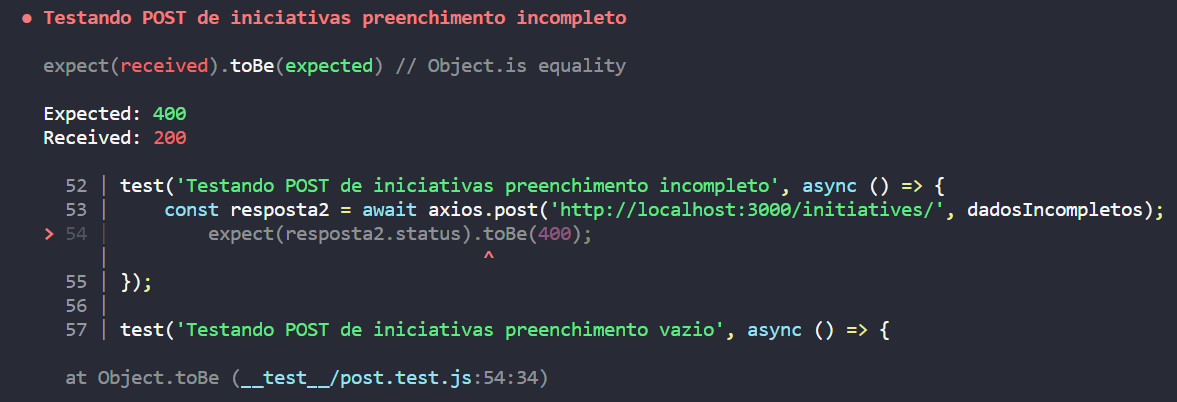 ● Testando POST de iniciativas preenchimento incompleto
expect(received).toBe(expected) // Object.is equality
Expected: 400
Received: 200
52 | test('Testando POST de iniciativas preenchimento incompleto', async () => {
53 | const resposta2 = await axios.post('http://localhost:3000/initiatives/', dadosIncompletos);
> 54 | expect(resposta2.status).toBe(400);
| ^
55 | });
56 |
57 | test('Testando POST de iniciativas preenchimento vazio', async () => {
at Object.toBe (__test__/post.test.js:54:34)